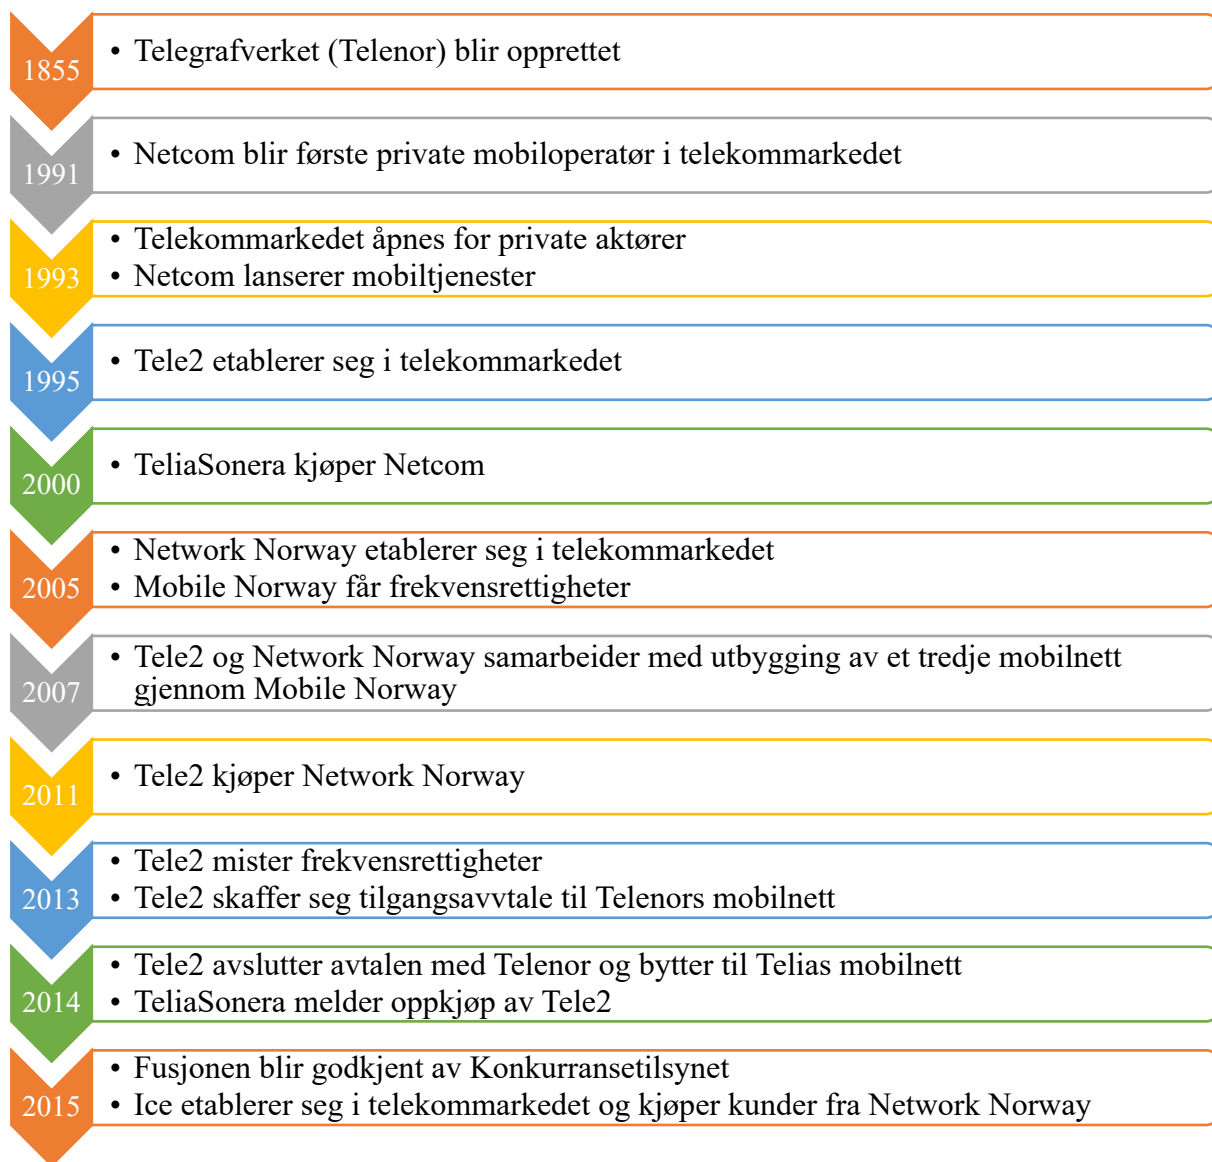 1855
• Telegrafverket (Telenor) blir opprettet
1991
• Netcom blir første private mobiloperatør i telekommarkedet
1993
• Telekommarkedet åpnes for private aktører
• Netcom lanserer mobiltjenester
1995
• Tele2 etablerer seg i telekommarkedet
2000
• TeliaSonera kjøper Netcom
2005
• Network Norway etablerer seg i telekommarkedet
• Mobile Norway får frekvensrettigheter
2007
• Tele2 og Network Norway samarbeider med utbygging av et tredje mobilnett
gjennom Mobile Norway
2011
• Tele2 kjøper Network Norway
2013
• Tele2 mister frekvensrettigheter
• Tele2 skaffer seg tilgangsavvtale til Telenors mobilnett
2014
• Tele2 avslutter avtalen med Telenor og bytter til Telias mobilnett
• TeliaSonera melder oppkjøp av Tele2
2015
• Fusjonen blir godkjent av Konkurransetilsynet
• Ice etablerer seg i telekommarkedet og kjøper kunder fra Network Norway